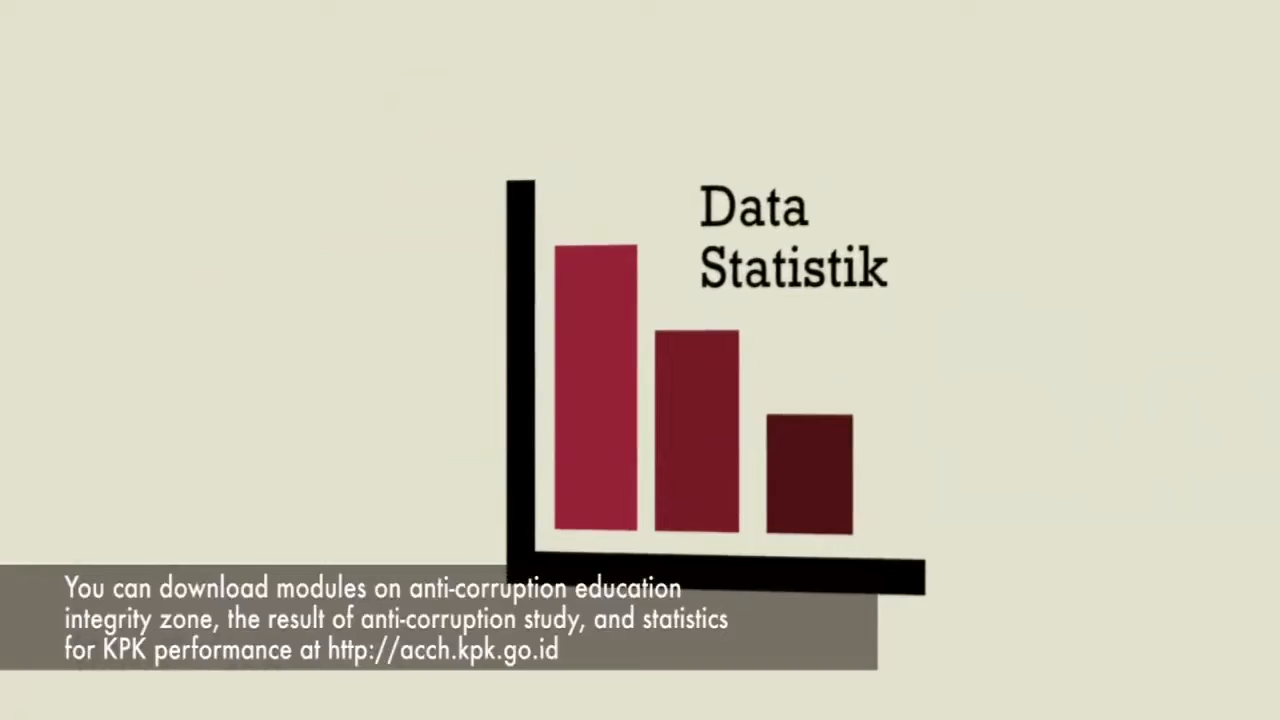 Data
Statistik
You can download modules on anti-corruption education
integrity zone, the result of anti-corruption study, and statistics
for KPK performance at http://acch.kpk.go.id